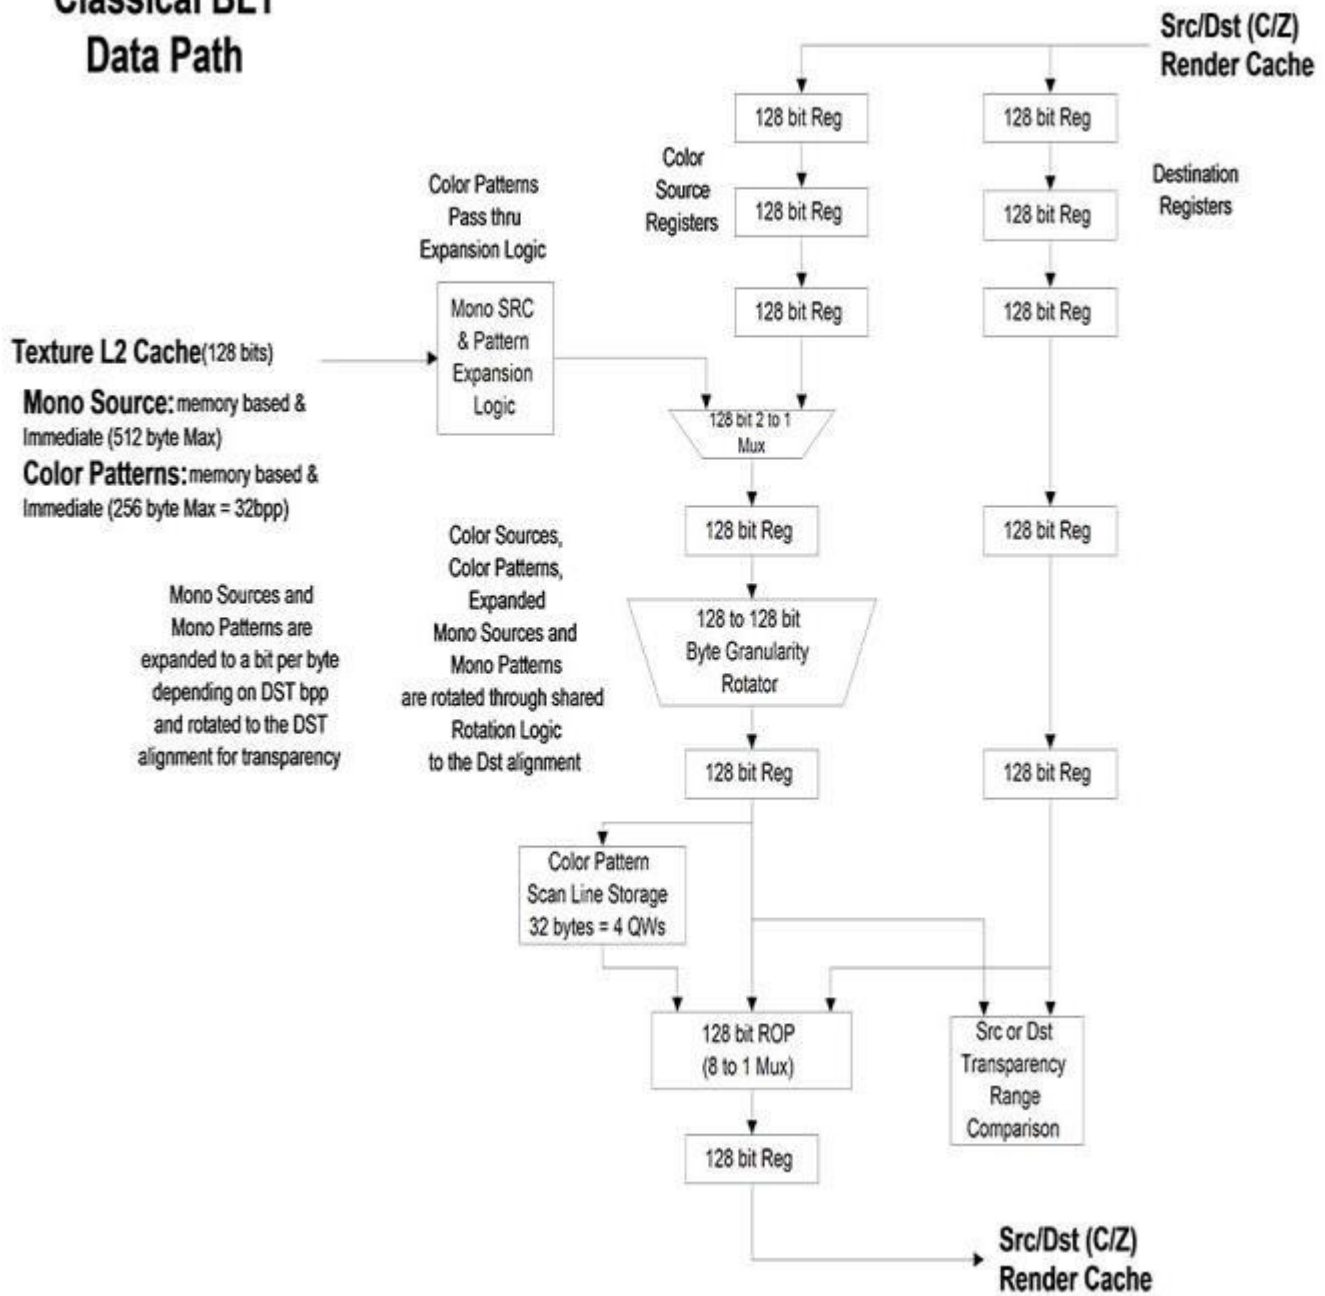 Classical BLT
Data Path
Src/Dst (C/Z)
Render Cache
128 bit Reg
128 bit Reg
Color
Source
Registers
128 bit Reg
128 bit Reg
Destination
Registers
128 bit Reg
128 bit Reg
Color Patterns
Pass thru
Expansion Logic
Mono SRC
& Pattern
Expansion
Logic
Texture L2 Cache(128 bits)
Mono Source: memory based &
Immediate (512 byte Max)
Color Patterns: memory based &
Immediate (256 byte Max = 32bpp)
128 bit 2 to 1
Mux
128 bit Reg
128 bit Reg
Mono Sources and
Mono Patterns are
expanded to a bit per byte
depending on DST bpp
and rotated to the DST
alignment for transparency
Color Sources,
Color Patterns,
Expanded
Mono Sources and
Mono Patterns
are rotated through shared
Rotation Logic
to the Dst alignment
128 to 128 bit
Byte Granularity
Rotator
128 bit Reg
128 bit Reg
Color Pattern
Scan Line Storage
32 bytes = 4 QWs
128 bit ROP
(8 to 1 Mux)
Src or Dst
Transparency
Range
Comparison
128 bit Reg
Src/Dst (C/Z)
Render Cache